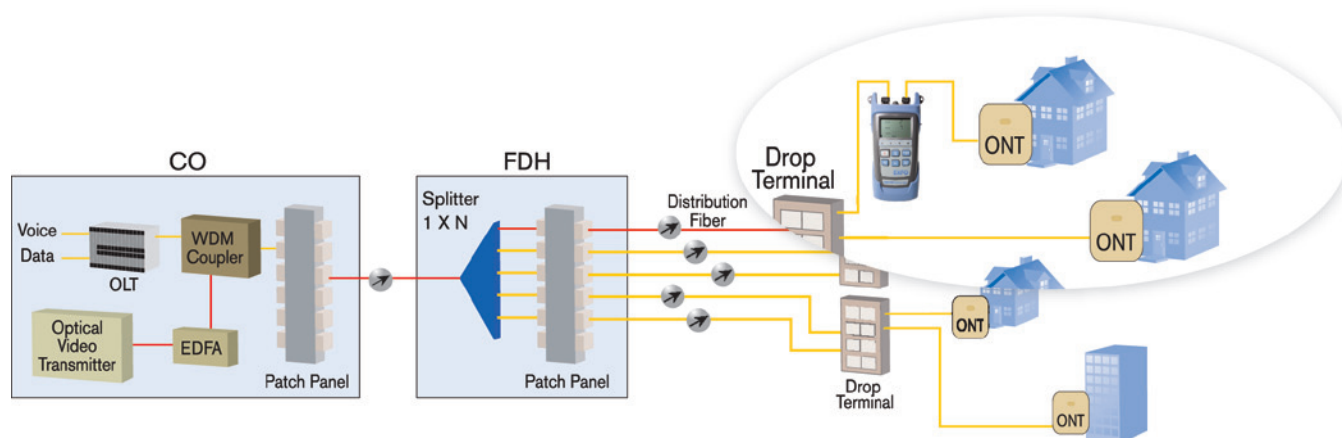 CO
Voice
Data
OLT
WDM
Coupler
Optical
Video
Transmitter
EDFA
Patch Panel
FDH
Splitter
1 X N
Patch Panel
Distribution
Fiber
Drop
Terminal
EXFO
ONT
ONT
ONT
Drop
Terminal
ONT